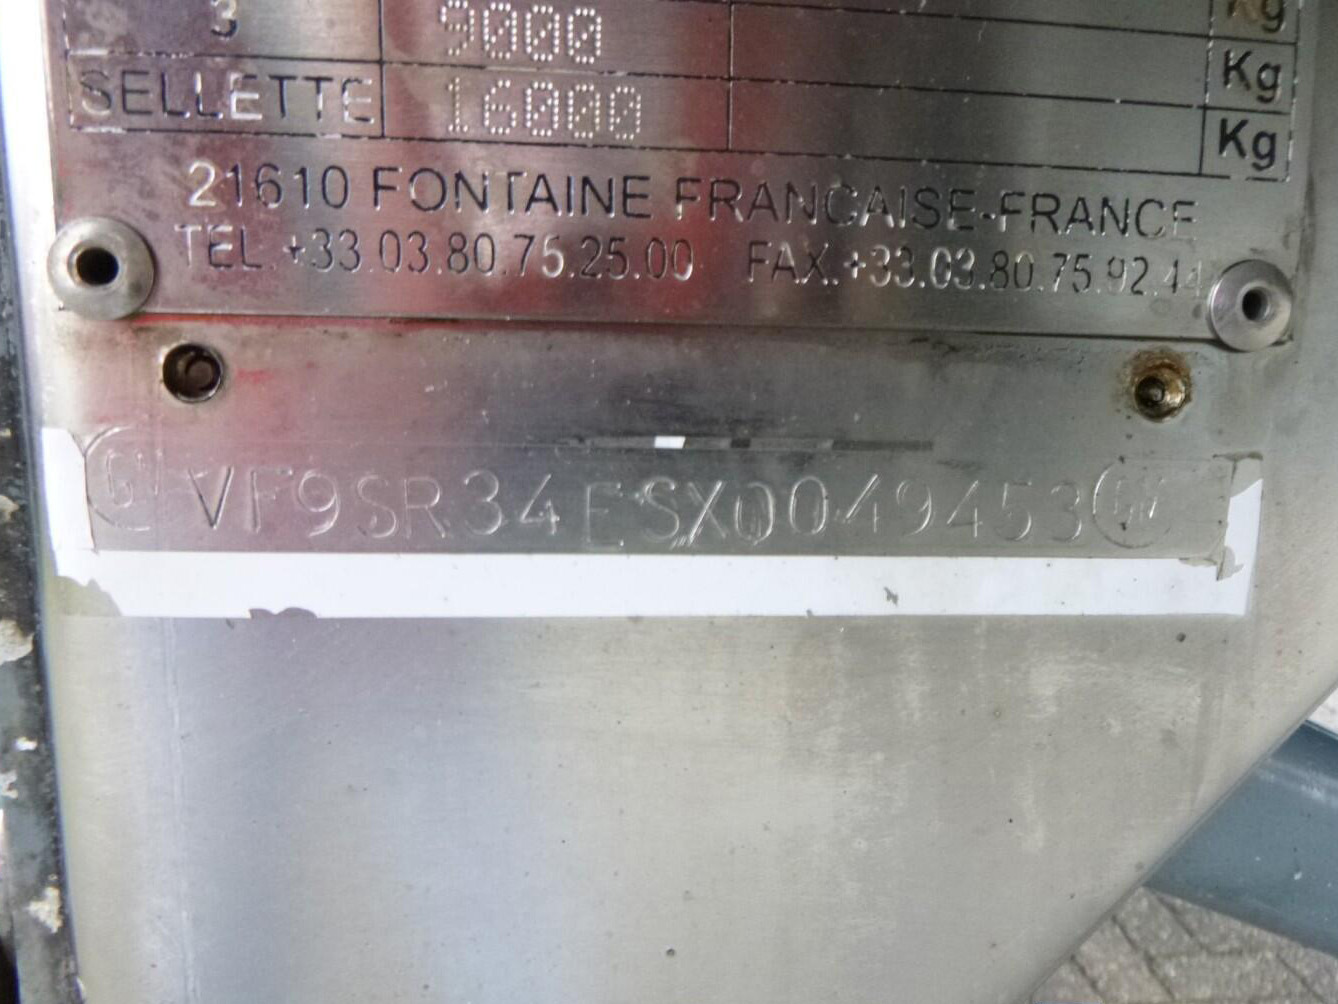 Kg
3 9000 Kg
SELLETTE 16000 Kg
21610 FONTAINE FRANCAISE-FRANCE
TEL.+33.03.80.75.25.00 FAX.+33.03.80.75.92.44
VF9SR34ESX0049453